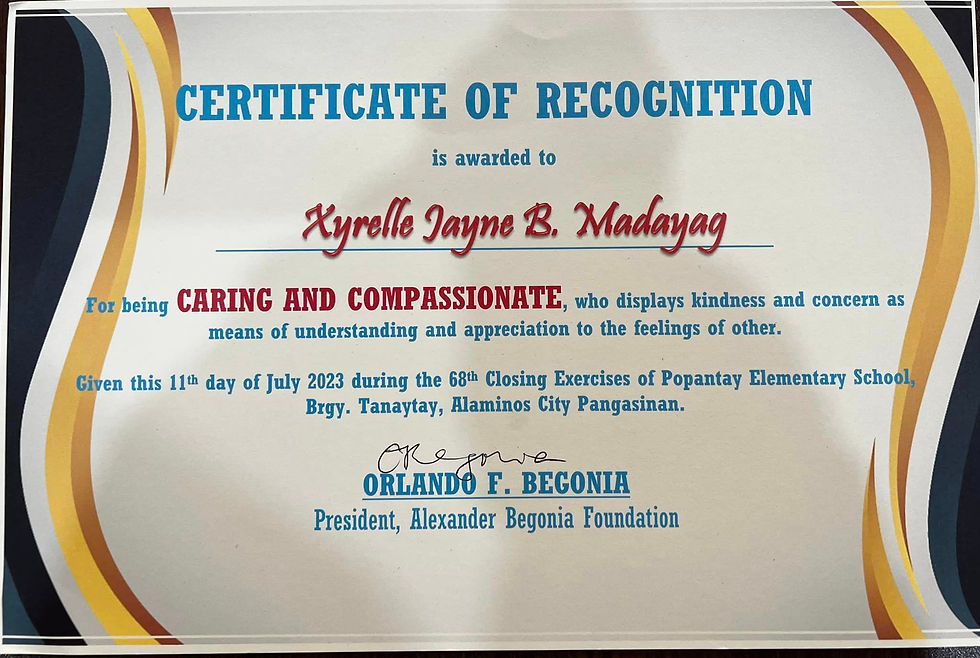 CERTIFICATE OF RECOGNITION
is awarded to
Xyrelle Jayne B. Madayag
For being CARING AND COMPASSIONATE, who displays kindness and concern as
means of understanding and appreciation to the feelings of other.
Given this 11th day of July 2023 during the 68th Closing Exercises of Popantay Elementary School,
Brgy. Tanaytay, Alaminos City Pangasinan.
OBegonia
ORLANDO F. BEGONIA
President, Alexander Begonia Foundation